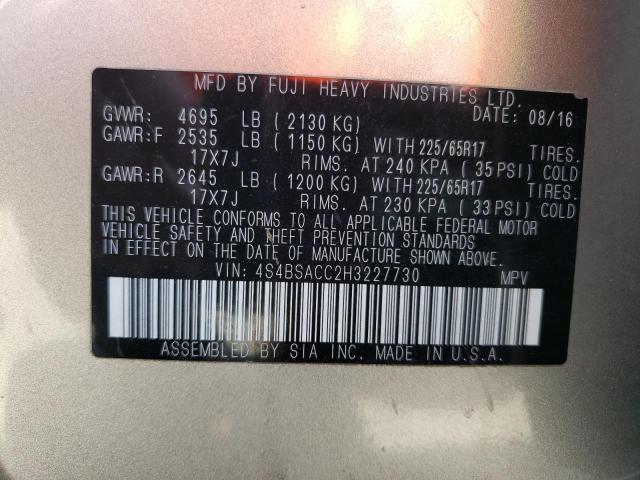 MFD BY FUJI HEAVY INDUSTRIES LTD.
GVWR: 4695 LB ( 2130 KG) DATE: 08/16
GAWR:F 2535 LB ( 1150 KG) WITH 225/65R17 TIRES.
17X7J RIMS. AT 240 KPA ( 35 PSI) COLD
GAWR:R 2645 LB ( 1200 KG) WITH 225/65R17 TIRES.
17X7J RIMS. AT 230 KPA ( 33 PSI) COLD
THIS VEHICLE CONFORMS TO ALL APPLICABLE FEDERAL MOTOR
VEHICLE SAFETY AND THEFT PREVENTION STANDARDS
IN EFFECT ON THE DATE OF MANUFACTURE SHOWN ABOVE.
VIN: 4S4BSACC2H3227730 MPV
ASSEMBLED BY SIA INC. MADE IN U.S.A.